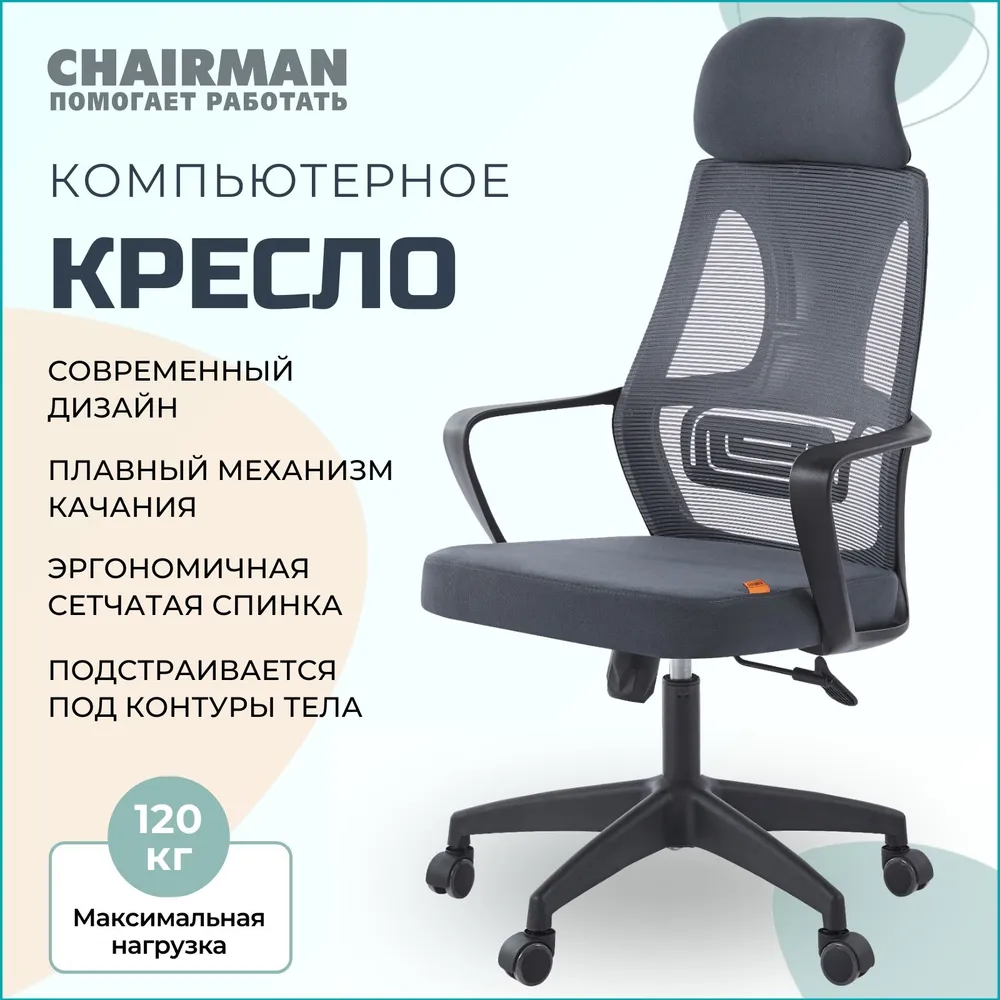 CHAIRMAN
ПОМОГАЕТ РАБОТАТЬ
КОМПЬЮТЕРНОЕ
КРЕСЛО
СОВРЕМЕННЫЙ
ДИЗАЙН
ПЛАВНЫЙ МЕХАНИЗМ
КАЧАНИЯ
ЭРГОНОМИЧНАЯ
СЕТЧАТАЯ СПИНКА
ПОДСТРАИВАЕТСЯ
ПОД КОНТУРЫ ТЕЛА
120
КГ
Максимальная
нагрузка